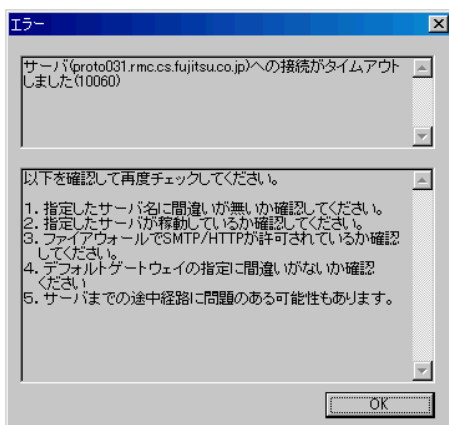 エラー
サーバ(proto031.rmc.cs.fujitsu.co.jp)への接続がタイムアウト
しました(10060)
以下を確認して再度チェックしてください。
1. 指定したサーバ名に間違いが無いか確認してください。
2. 指定したサーバが稼動しているか確認してください。
3. ファイアウォールでSMTP/HTTPが許可されているか確認
してください。
4. デフォルトゲートウェイの指定に間違いがないか確認
ください
5. サーバまでの途中経路に問題のある可能性もあります。
OK